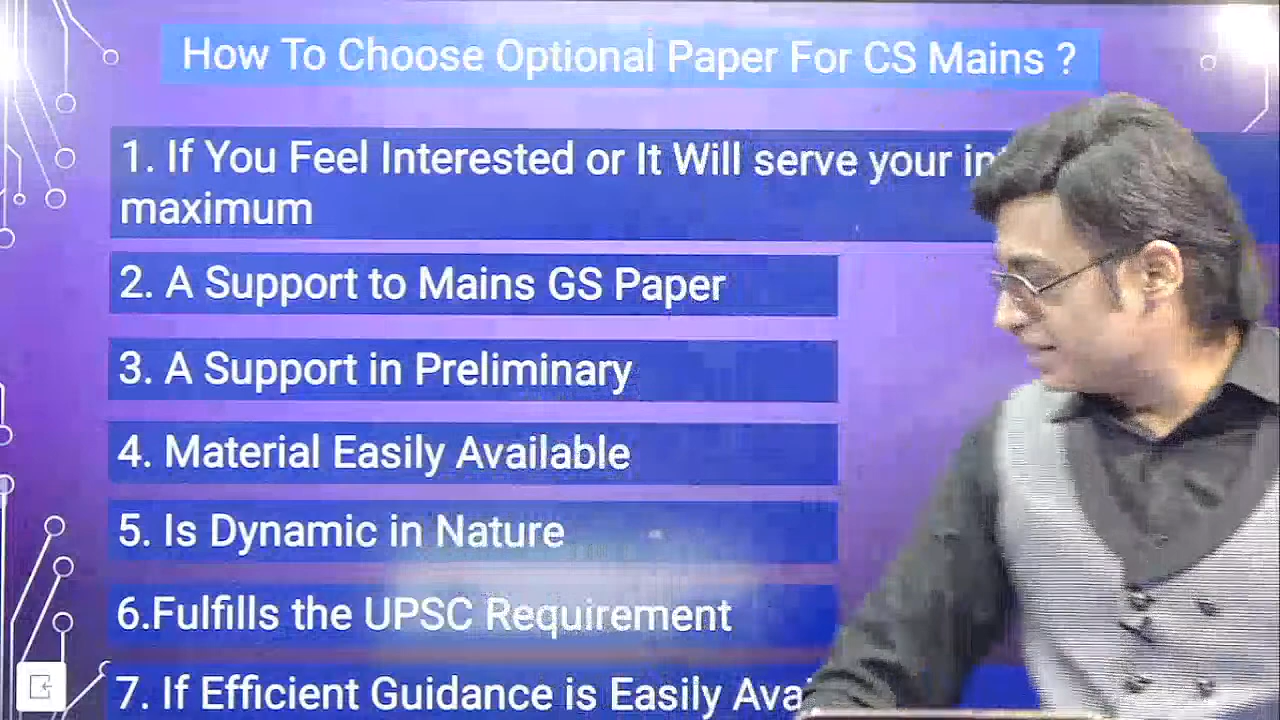 How To Choose Optional Paper For CS Mains ?
1. If You Feel Interested or It Will serve your
maximum
2. A Support to Mains GS Paper
3. A Support in Preliminary
4. Material Easily Available
5. Is Dynamic in Nature
6.Fulfills the UPSC Requirement
7. If Efficient Guidance is Easily